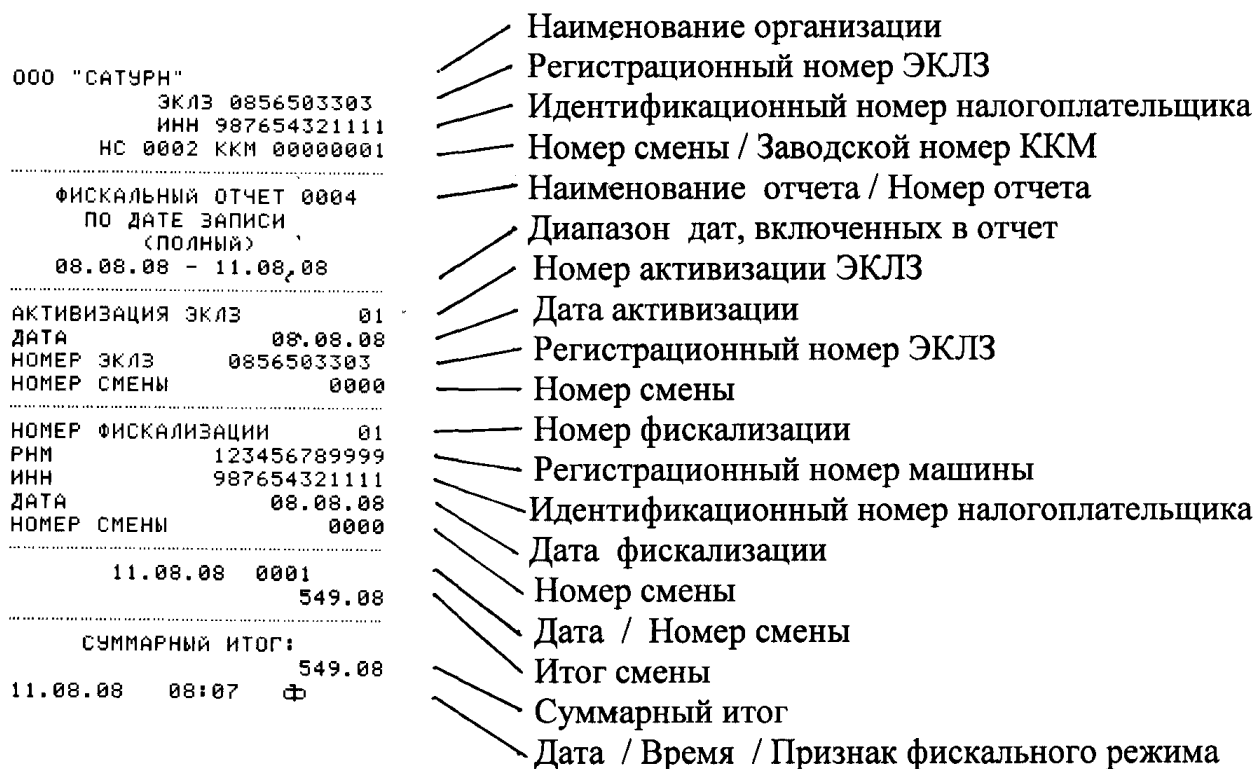 ООО "САТУРН"
ЭКЛЗ 0856503303
ИНН 987654321111
НС 0002 ККМ 00000001
ФИСКАЛЬНЫЙ ОТЧЕТ 0004
ПО ДАТЕ ЗАПИСИ
(ПОЛНЫЙ)
08.08.08 - 11.08.08
АКТИВИЗАЦИЯ ЭКЛЗ 01
ДАТА 08.08.08
НОМЕР ЭКЛЗ 0856503303
НОМЕР СМЕНЫ 0000
НОМЕР ФИСКАЛИЗАЦИИ 01
РНМ 123456789999
ИНН 987654321111
ДАТА 08.08.08
НОМЕР СМЕНЫ 0000
11.08.08 0001
549.08
СУММАРНЫЙ ИТОГ:
549.08
11.08.08 08:07 Ф
Наименование организации
Регистрационный номер ЭКЛЗ
Идентификационный номер налогоплательщика
Номер смены / Заводской номер ККМ
Наименование отчета / Номер отчета
Диапазон дат, включенных в отчет
Номер активизации ЭКЛЗ
Дата активизации
Регистрационный номер ЭКЛЗ
Номер смены
Номер фискализации
Регистрационный номер машины
Идентификационный номер налогоплательщика
Дата фискализации
Номер смены
Дата / Номер смены
Итог смены
Суммарный итог
Дата / Время / Признак фискального режима